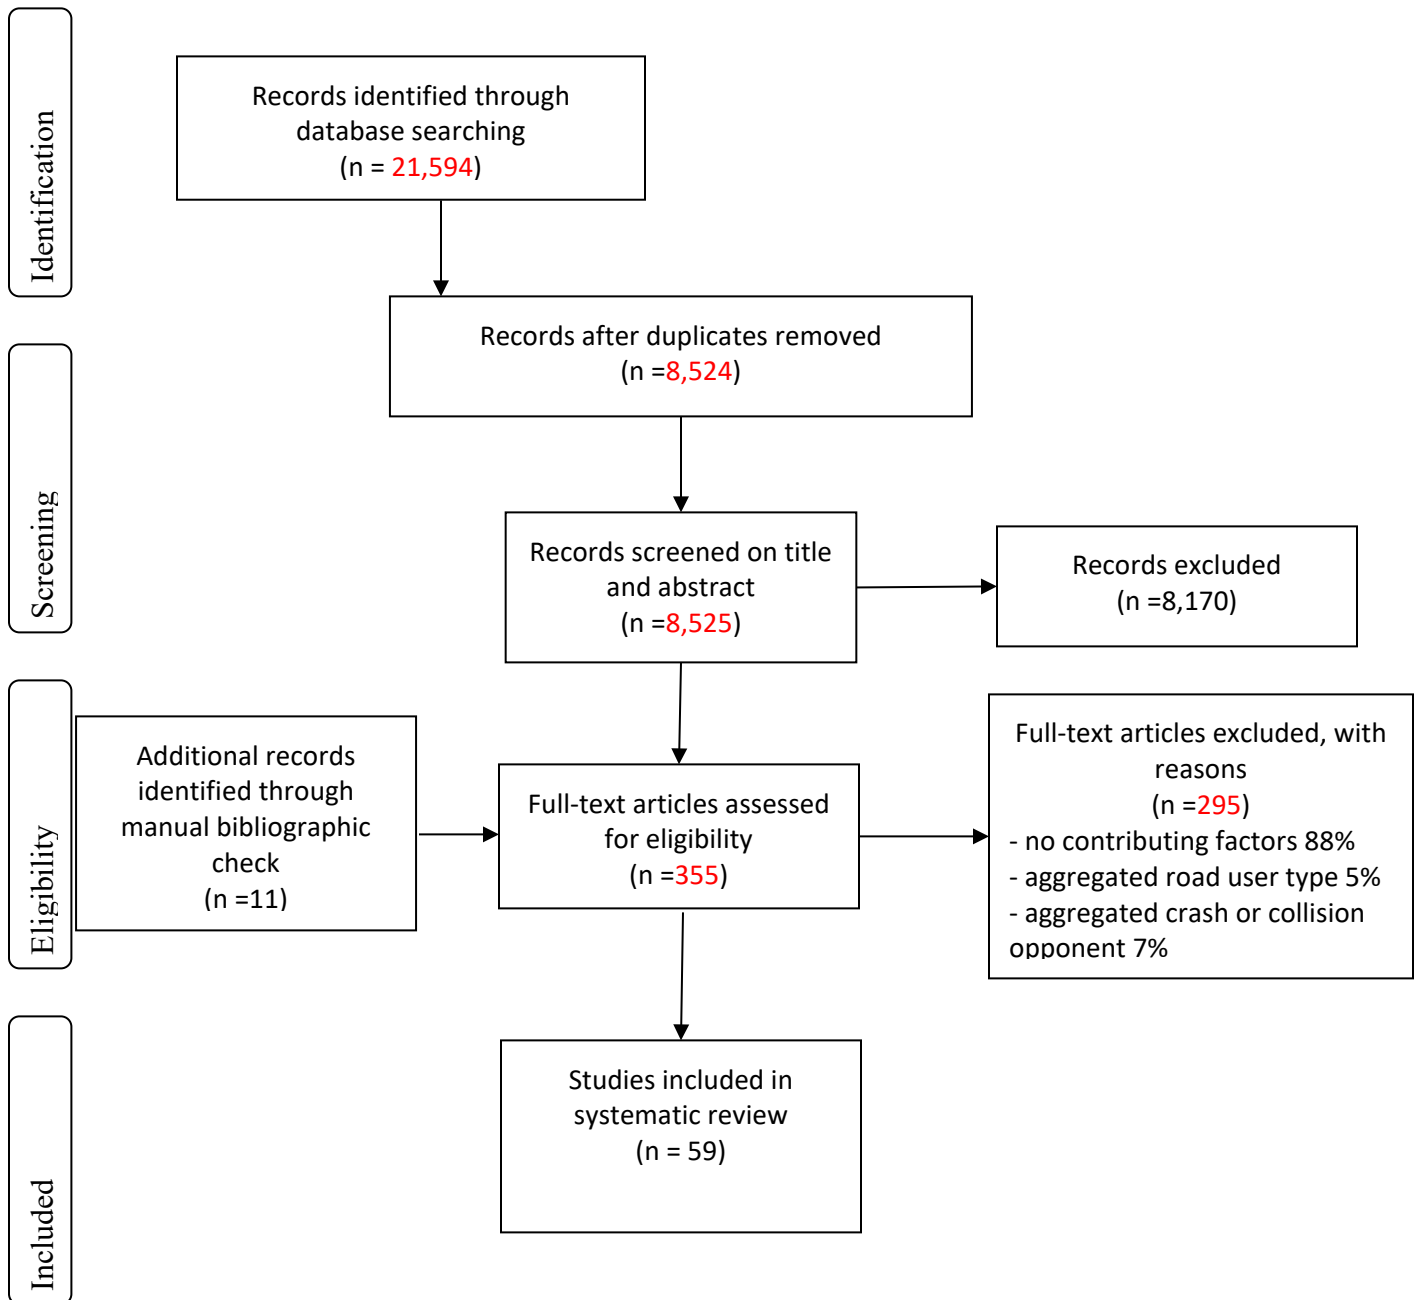 Identification
Records identified through
database searching
(n = 21,594)
Records after duplicates removed
(n =8,524)
Screening
Records screened on title
and abstract
(n =8,525)
Records excluded
(n =8,170)
Eligibility
Additional records
identified through
manual bibliographic
check
(n =11)
Full-text articles assessed
for eligibility
(n =355)
Full-text articles excluded, with
reasons
(n =295)
- no contributing factors 88%
- aggregated road user type 5%
- aggregated crash or collision
opponent 7%
Included
Studies included in
systematic review
(n = 59)